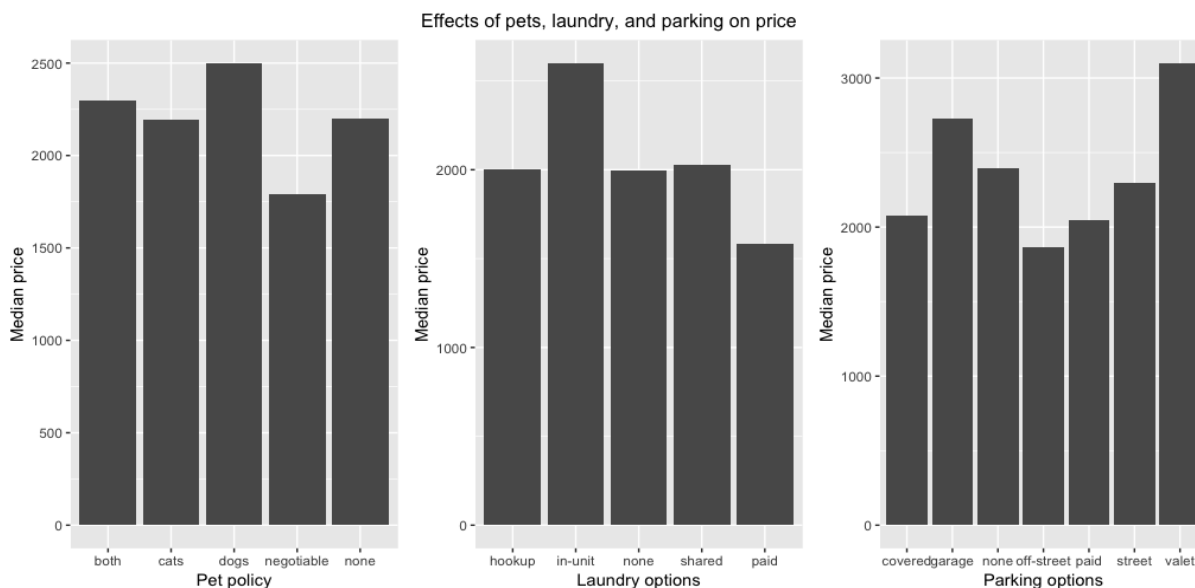 Effects of pets, laundry, and parking on price
Median price
2500
2000
1500
1000
500
0
both cats dogs negotiable none
Pet policy
Median price
2000
1000
0
hookup in-unit none shared paid
Laundry options
Median price
3000
2000
1000
0
covered garage none off-street paid street valet
Parking options